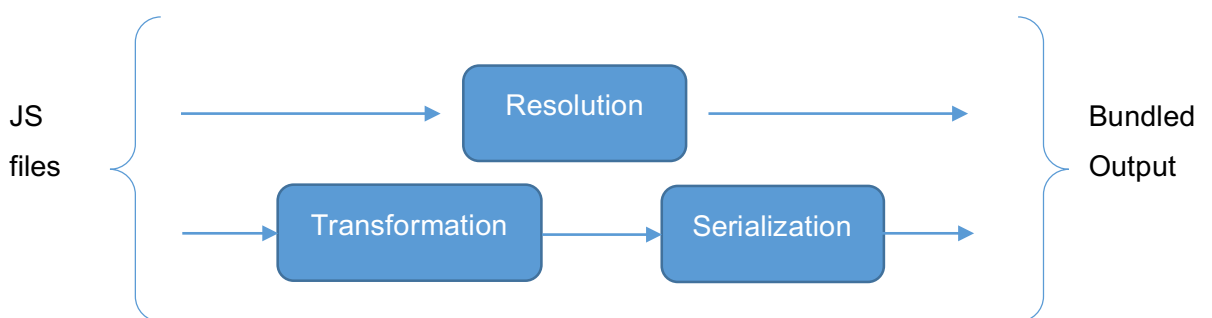 JS
files
Resolution
Transformation
Serialization
Bundled
Output